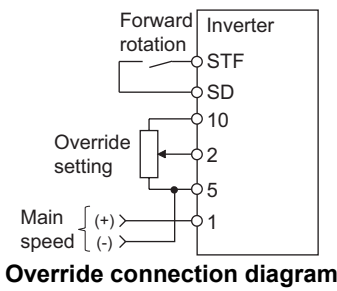 Forward
rotation
Inverter
STF
SD
10
Override
setting
2
5
Main
speed
(+)
(-)
1
Override connection diagram